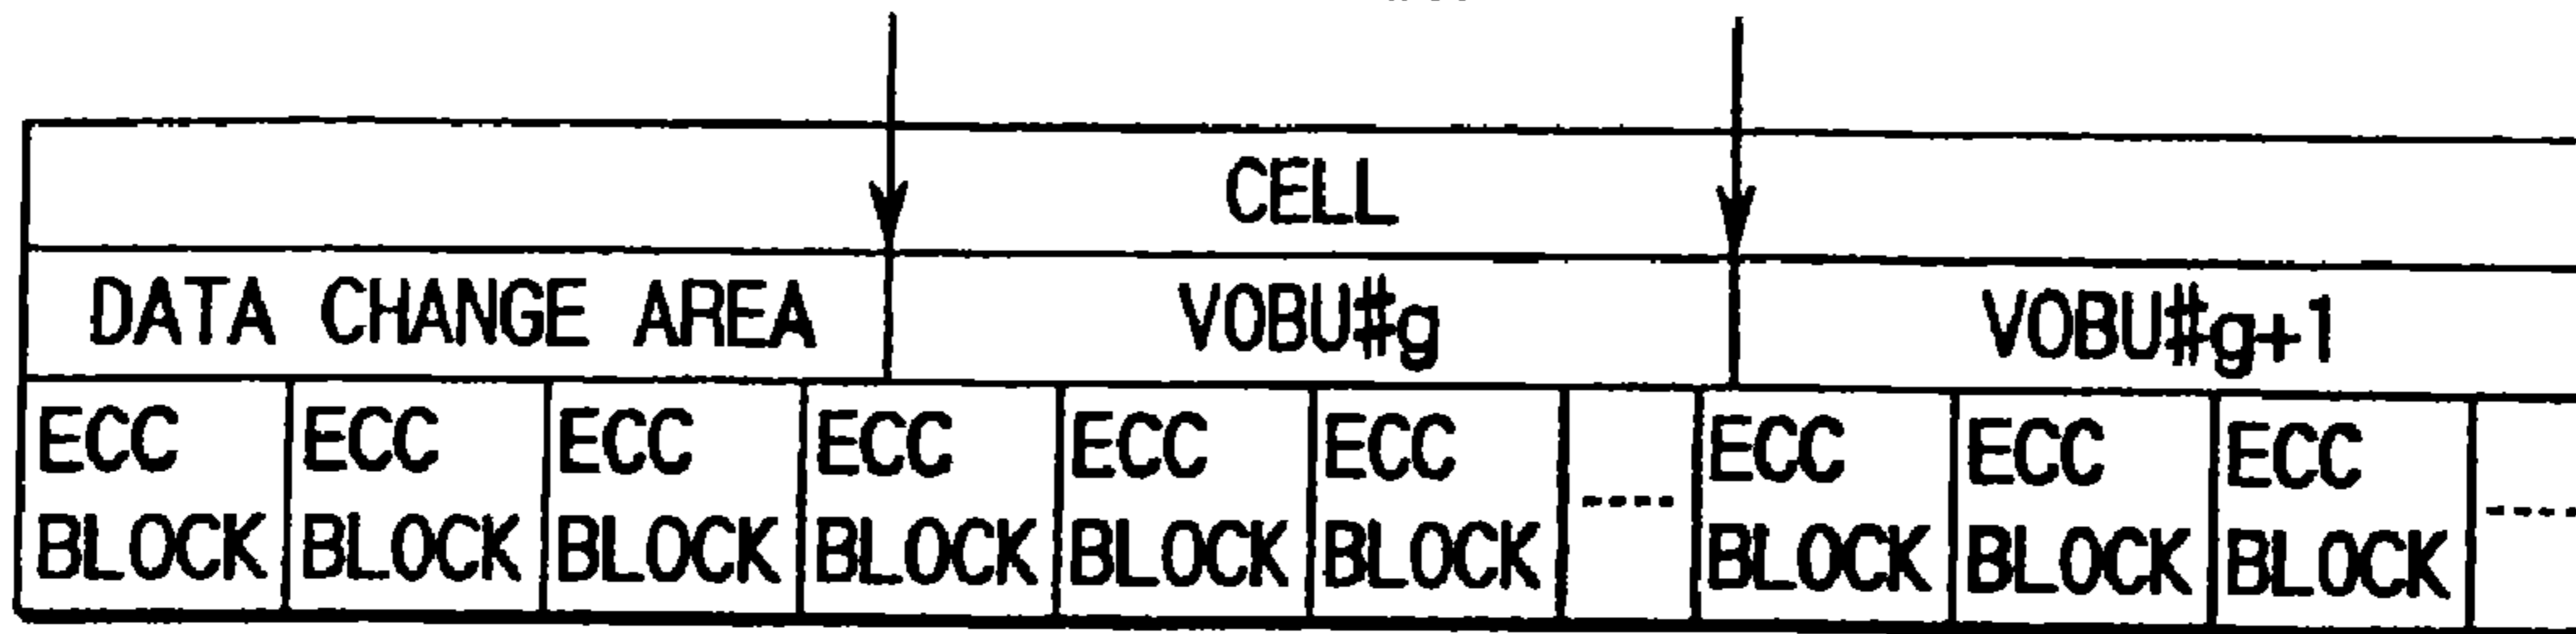 CELL
DATA CHANGE AREA VOBU#g VOBU#g+1
ECC ECC ECC ECC ECC ECC ECC ECC ECC
BLOCK BLOCK BLOCK BLOCK BLOCK BLOCK ---- BLOCK BLOCK BLOCK ----